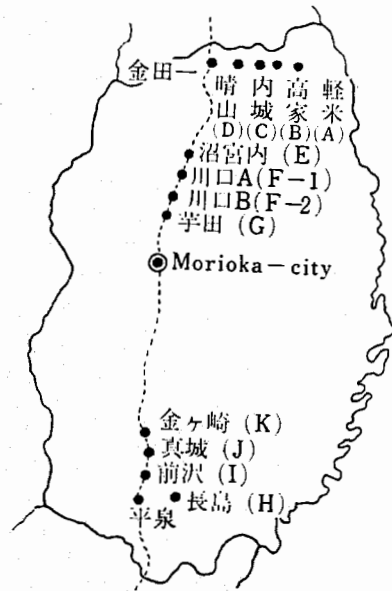 金田一
晴山(D)
内城(C)
高家(B)
軽米(A)
沼宮内 (E)
川口A(F-1)
川口B(F-2)
芋田 (G)
Morioka-city
金ヶ崎 (K)
真城 (J)
前沢 (I)
長島 (H)
平泉